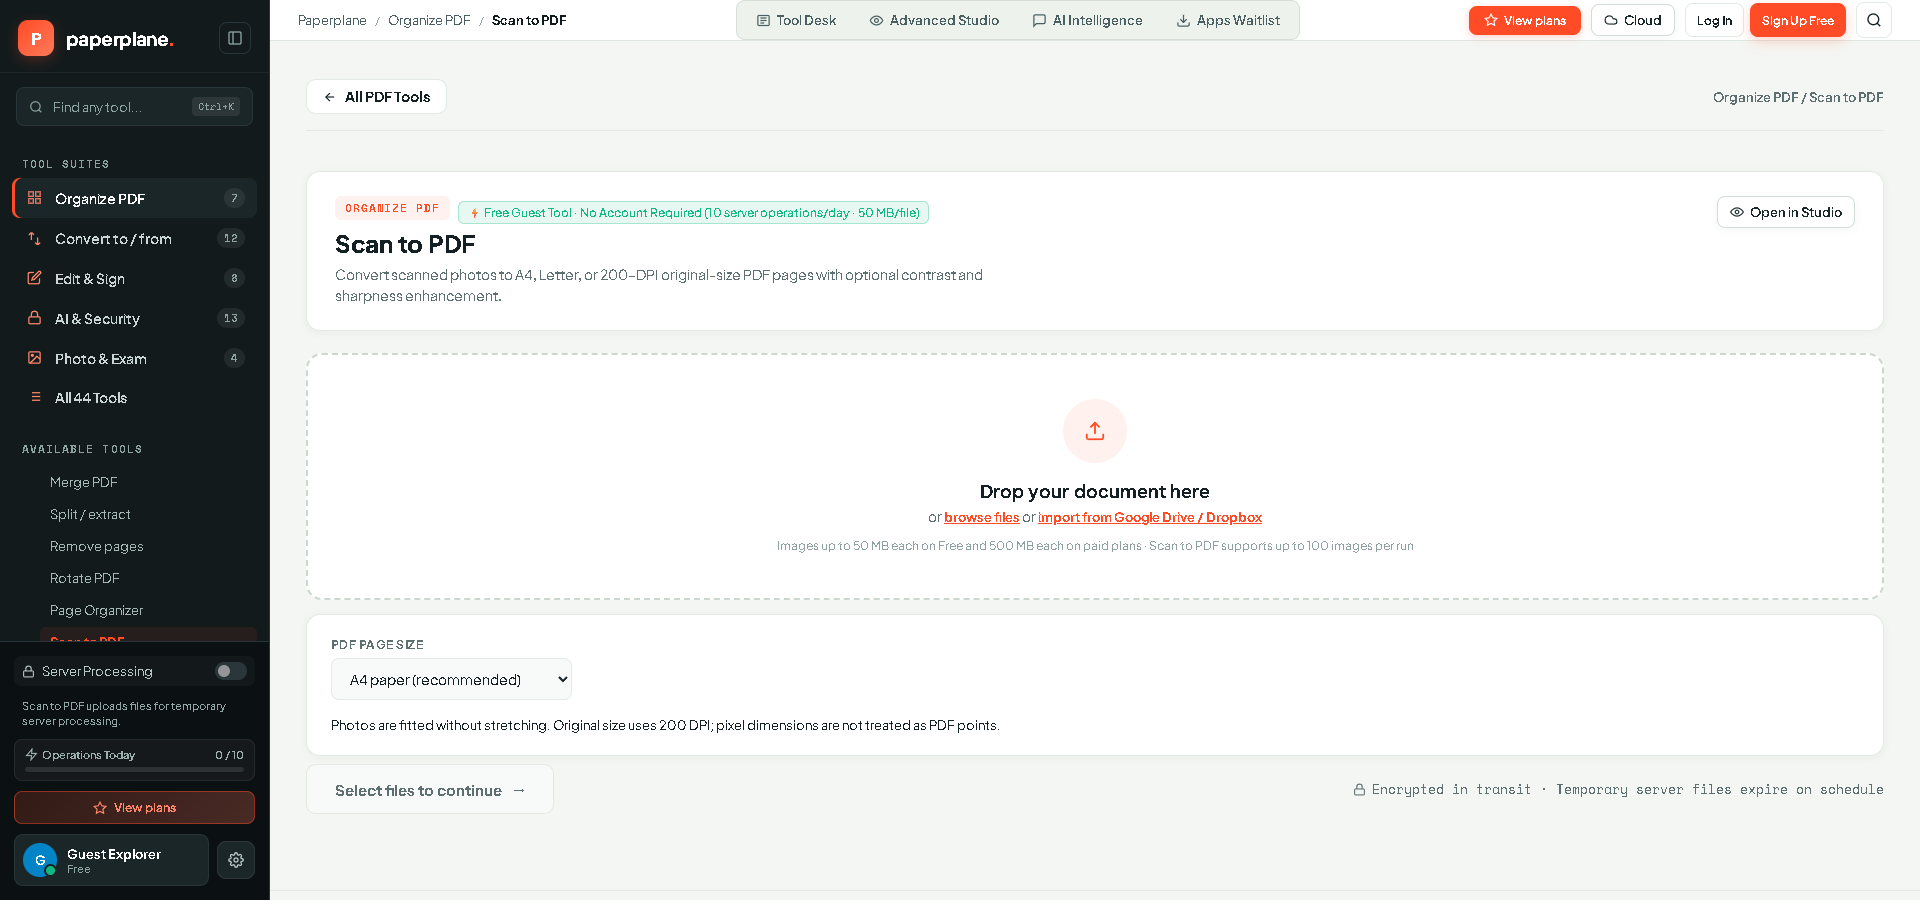 P paperplane.
Find any tool... Ctrl+K
TOOL SUITES
Organize PDF 7
Convert to / from 12
Edit & Sign 8
AI & Security 13
Photo & Exam 4
All 44 Tools
AVAILABLE TOOLS
Merge PDF
Split / extract
Remove pages
Rotate PDF
Page Organizer
Scan to PDF
Server Processing
Scan to PDF uploads files for temporary
server processing.
Operations Today 0 / 10
View plans
G Guest Explorer
Free
Paperplane / Organize PDF / Scan to PDF
Tool Desk Advanced Studio AI Intelligence Apps Waitlist
View plans Cloud Log In Sign Up Free
← All PDF Tools
Organize PDF / Scan to PDF
ORGANIZE PDF
Free Guest Tool · No Account Required (10 server operations/day · 50 MB/file)
Open in Studio
Scan to PDF
Convert scanned photos to A4, Letter, or 200-DPI original-size PDF pages with optional contrast and
sharpness enhancement.
Drop your document here
or browse files or import from Google Drive / Dropbox
Images up to 50 MB each on Free and 500 MB each on paid plans · Scan to PDF supports up to 100 images per run
PDF PAGE SIZE
A4 paper (recommended)
Photos are fitted without stretching. Original size uses 200 DPI; pixel dimensions are not treated as PDF points.
Select files to continue →
Encrypted in transit · Temporary server files expire on schedule